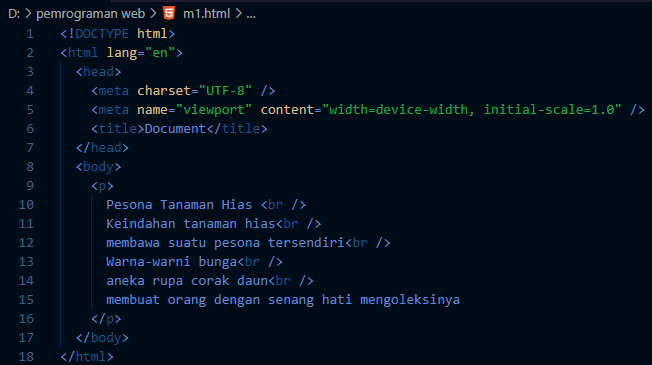 D: > pemrograman web > m1.html > ...
1 <!DOCTYPE html>
2 <html lang="en">
3 <head>
4 <meta charset="UTF-8" />
5 <meta name="viewport" content="width=device-width, initial-scale=1.0" />
6 <title>Document</title>
7 </head>
8 <body>
9 <p>
10 Pesona Tanaman Hias <br />
11 Keindahan tanaman hias<br />
12 membawa suatu pesona tersendiri<br />
13 Warna-warni bunga<br />
14 aneka rupa corak daun<br />
15 membuat orang dengan senang hati mengoleksinya
16 </p>
17 </body>
18 </html>